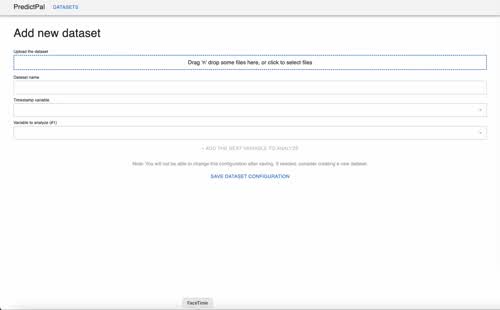 PredictPal DATASETS
Add new dataset
Upload the dataset
Drag 'n' drop some files here, or click to select files
Dataset name
Timestamp variable
Variable to analyze (#1)
+ ADD THE NEXT VARIABLE TO ANALYZE
Note: You will not be able to change this configuration after saving. If needed, consider creating a new dataset.
SAVE DATASET CONFIGURATION
FaceTime